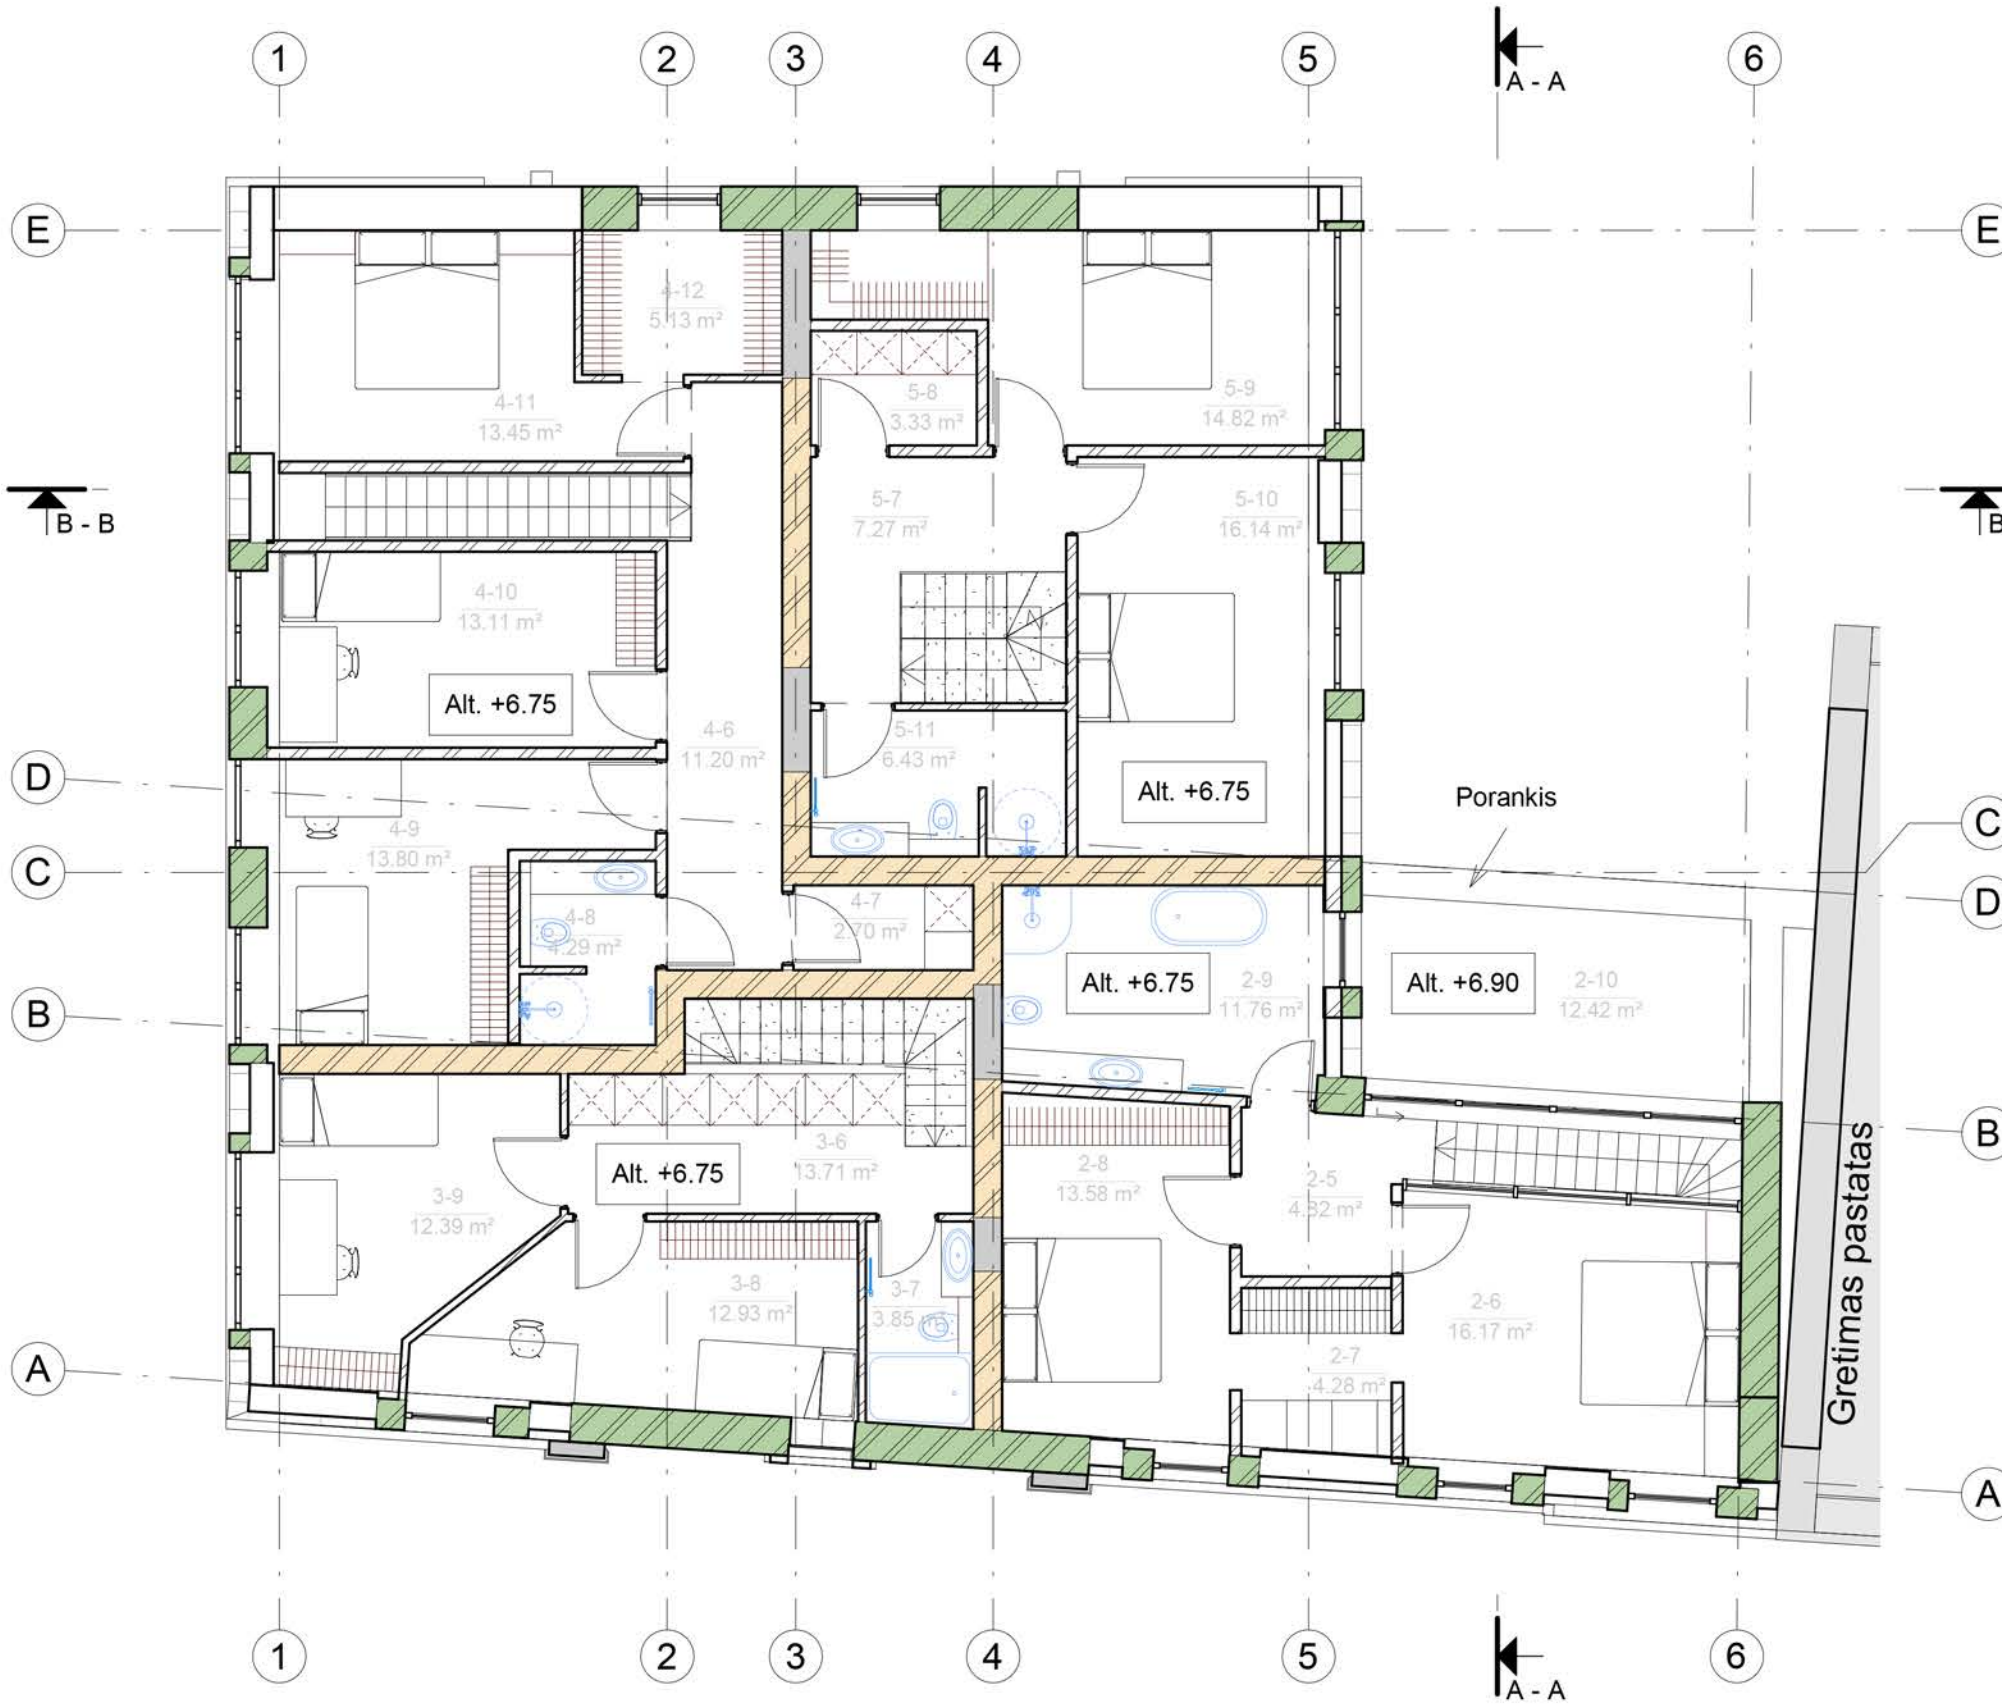 1
2
3
4
5
6
A - A
E
E
4-12
5.13 m²
4-11
13.45 m²
5-8
3.33 m²
5-9
14.82 m²
B - B
B
5-7
7.27 m²
5-10
16.14 m²
4-10
13.11 m²
Alt. +6.75
4-6
11.20 m²
5-11
6.43 m²
Alt. +6.75
Porankis
D
C
4-9
13.80 m²
C
D
4-7
2.70 m²
4-8
4.29 m²
Alt. +6.75
2-9
11.76 m²
Alt. +6.90
2-10
12.42 m²
B
B
3-6
13.71 m²
Alt. +6.75
2-8
13.58 m²
2-5
4.82 m²
3-9
12.39 m²
3-8
12.93 m²
3-7
3.85 m²
2-6
16.17 m²
2-7
4.28 m²
Gretimas pastatas
A
A
1
2
3
4
5
6
A - A